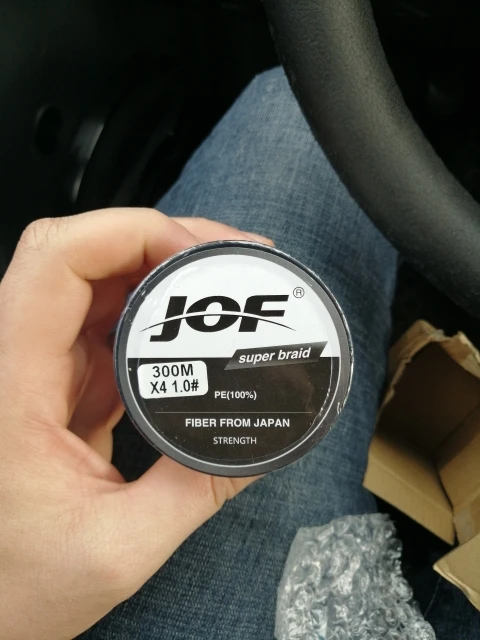 JOF®
super braid
300M
X4 1.0#
PE(100%)
FIBER FROM JAPAN
STRENGTH